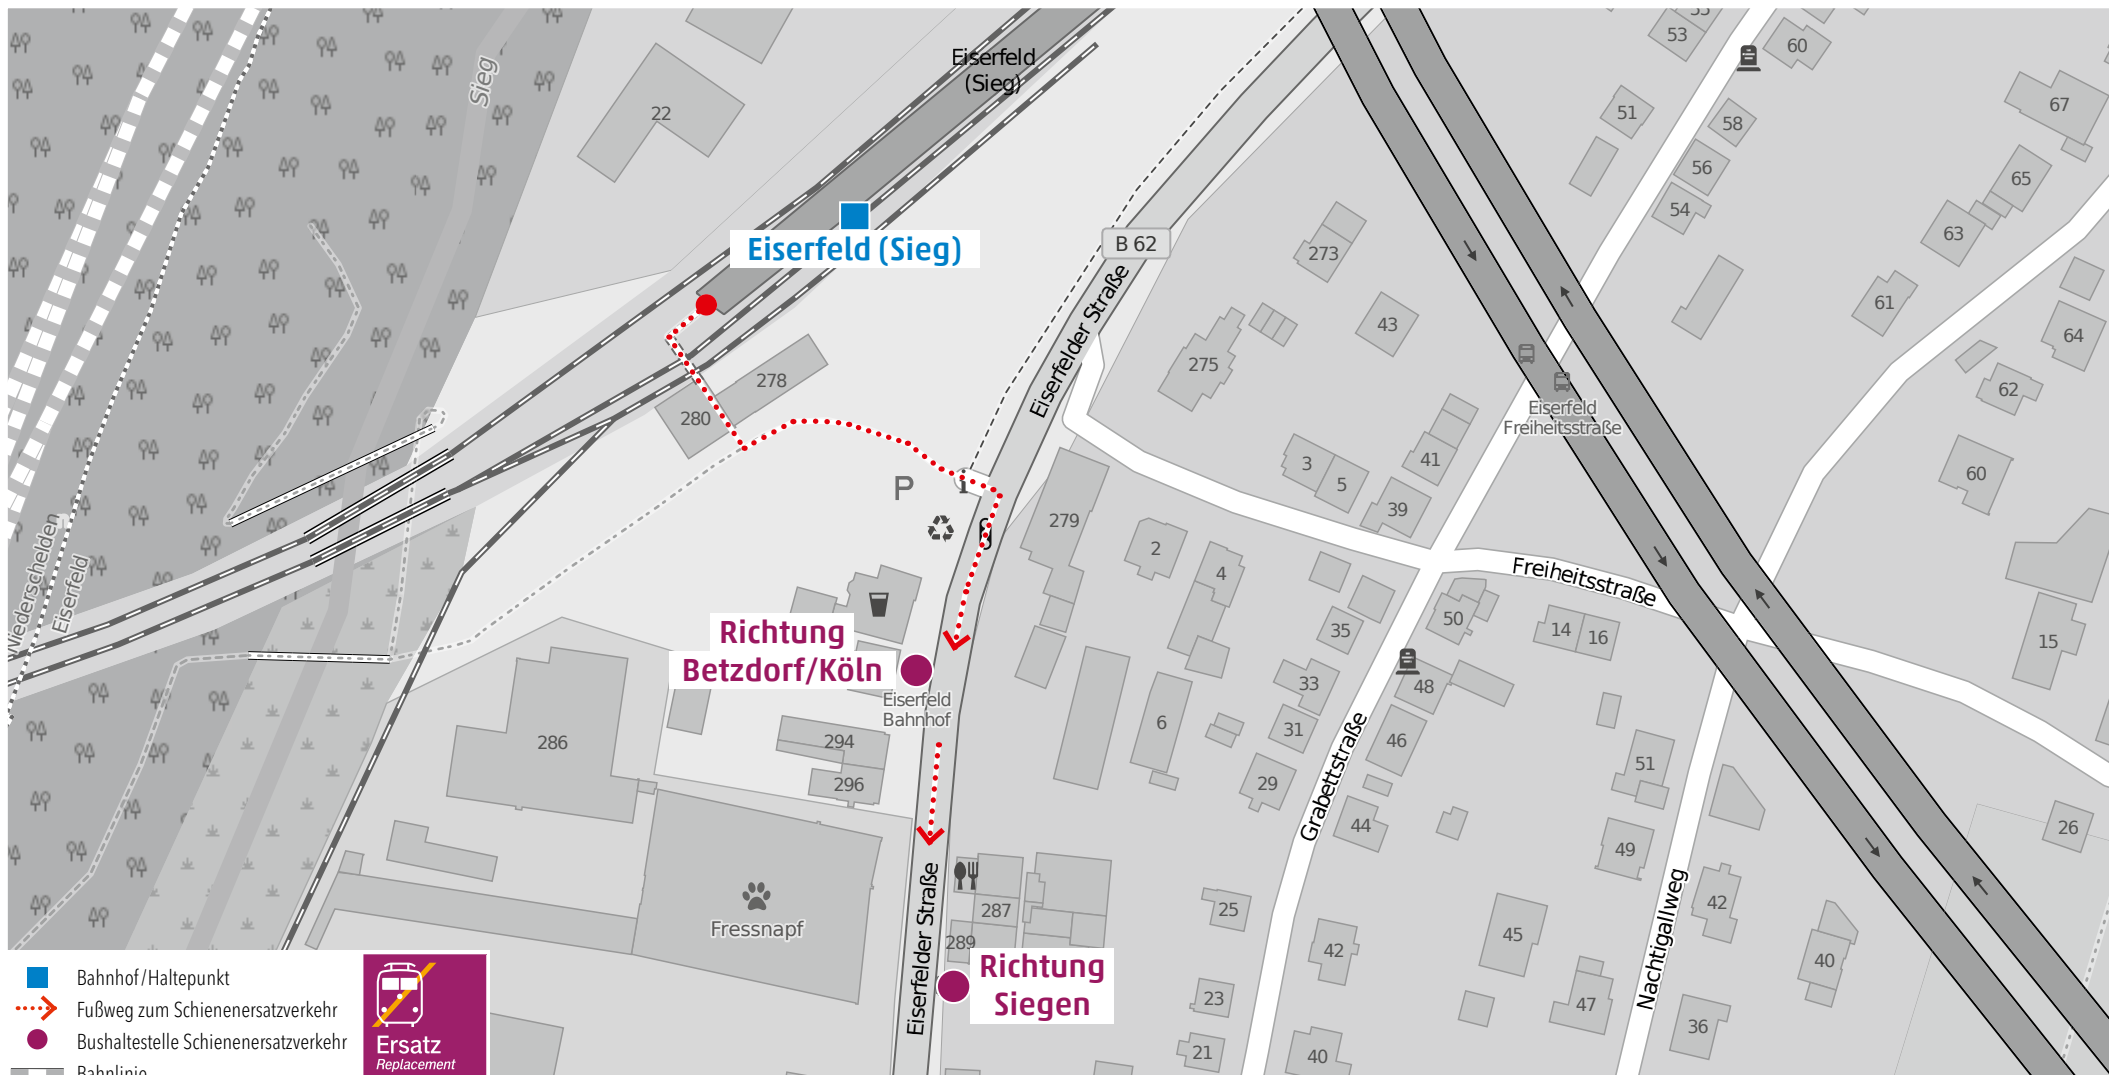 Eiserfeld
(Sieg)
Sieg
22
Eiserfeld (Sieg)
B 62
Eiserfelder Straße
278
280
P
i
279
275
273
43
3
5
41
39
53
60
51
58
56
54
67
65
63
61
64
62
60
Eiserfeld
Freiheitsstraße
Freiheitsstraße
2
4
6
35
33
31
29
50
48
46
44
14
16
15
51
49
26
Niederschelden
Eiserfeld
Richtung
Betzdorf/Köln
Eiserfeld
Bahnhof
286
294
296
Fressnapf
Eiserfelder Straße
287
289
Richtung
Siegen
25
23
21
Grabettstraße
42
40
45
47
Nachtigallweg
42
40
36
Bahnhof/Haltepunkt
Fußweg zum Schienenersatzverkehr
Bushaltestelle Schienenersatzverkehr
Bahnlinie
Ersatz
Replacement